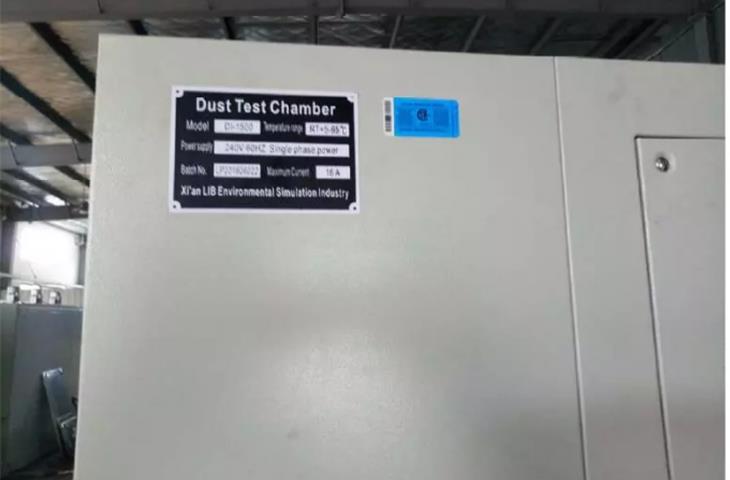 Dust Test Chamber
Model DI-1500 Temperature range RT+5-65℃
Power supply 240V 60HZ Single phase power
Batch No. Maximum Current 16 A
Xi'an LIB Environmental Simulation Industry